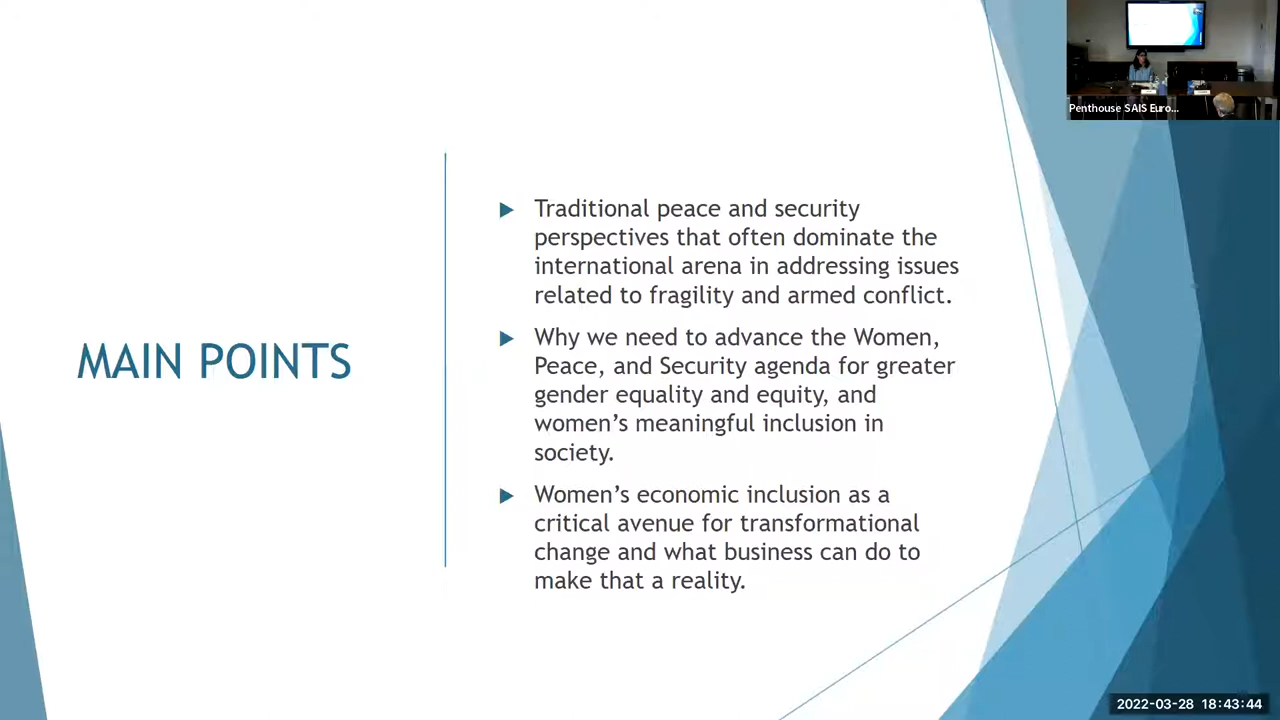 Penthouse SAIS Euro...
MAIN POINTS
Traditional peace and security
perspectives that often dominate the
international arena in addressing issues
related to fragility and armed conflict.
Why we need to advance the Women,
Peace, and Security agenda for greater
gender equality and equity, and
women's meaningful inclusion in
society.
Women's economic inclusion as a
critical avenue for transformational
change and what business can do to
make that a reality.
2022-03-28 18:43:44